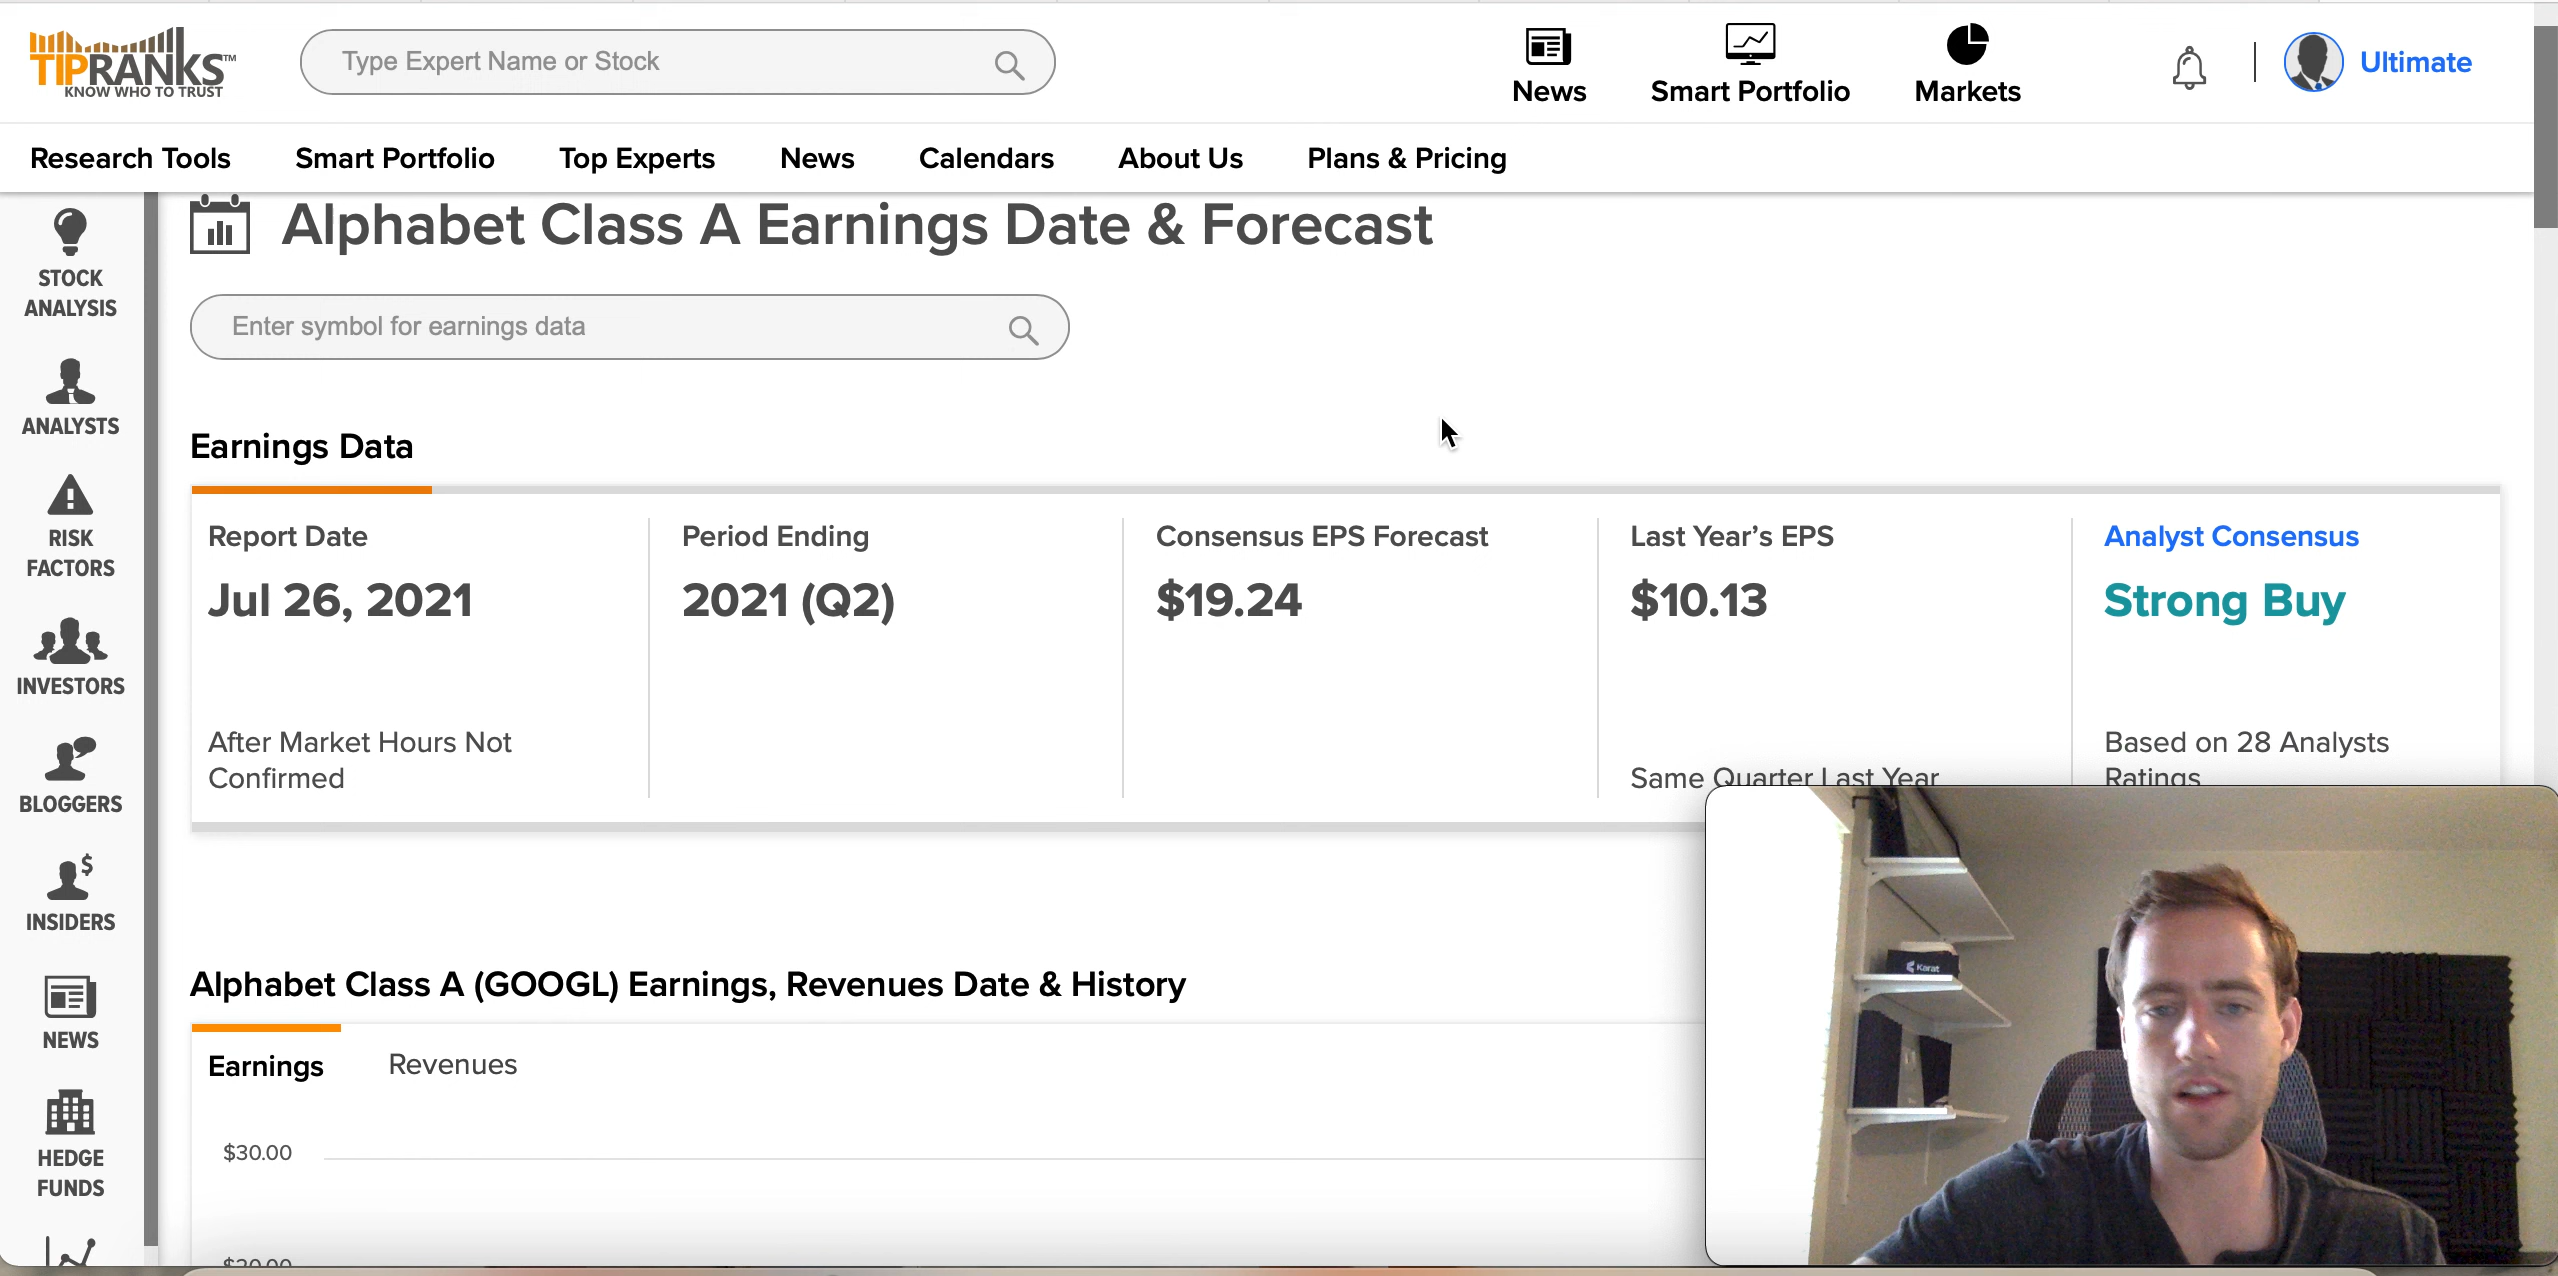 TIPRANKS™
KNOW WHO TO TRUST
Type Expert Name or Stock
News
Smart Portfolio
Markets
Ultimate
Research Tools
Smart Portfolio
Top Experts
News
Calendars
About Us
Plans & Pricing
STOCK
ANALYSIS
ANALYSTS
RISK
FACTORS
INVESTORS
BLOGGERS
INSIDERS
NEWS
HEDGE
FUNDS
Alphabet Class A Earnings Date & Forecast
Enter symbol for earnings data
Earnings Data
Report Date
Jul 26, 2021
After Market Hours Not
Confirmed
Period Ending
2021 (Q2)
Consensus EPS Forecast
$19.24
Last Year’s EPS
$10.13
Same Quarter Last Year
Analyst Consensus
Strong Buy
Based on 28 Analysts
Ratings
Alphabet Class A (GOOGL) Earnings, Revenues Date & History
Earnings
Revenues
$30.00
Karat